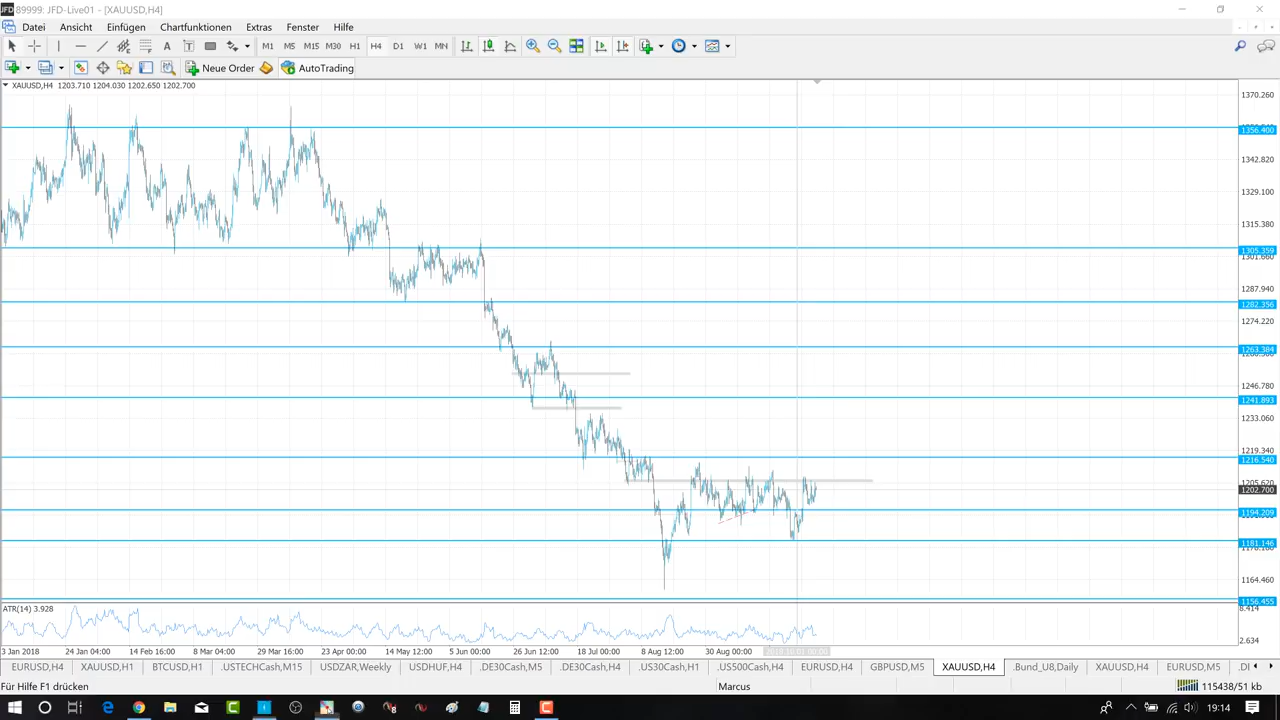 JFD 89999: JFD-Live01 - [XAUUSD,H4]
Datei Ansicht Einfügen Chartfunktionen Extras Fenster Hilfe
A T M1 M5 M15 M30 H1 H4 D1 W1 MN
New Order AutoTrading
XAUUSD,H4 1203.710 1204.030 1202.650 1202.700
1370.260
1356.400
1342.820
1329.100
1315.380
1305.359
1301.660
1287.940
1282.356
1274.220
1263.384
1246.780
1241.893
1233.060
1219.340
1216.540
1205.620
1202.700
1194.209
1181.146
1178.180
1164.460
1156.455
ATR(14) 3.928
8.414
2.634
3 Jan 2018 24 Jan 04:00 14 Feb 16:00 8 Mar 04:00 29 Mar 16:00 23 Apr 00:00 14 May 12:00 5 Jun 00:00 26 Jun 12:00 18 Jul 00:00 8 Aug 12:00 30 Aug 00:00
EURUSD,H4 XAUUSD,H1 BTCUSD,H1 .USTECHCash,M15 USDZAR,Weekly USDHUF,H4 .DE30Cash,M5 .DE30Cash,H4 .US30Cash,H1 .US500Cash,H4 EURUSD,H4 GBPUSD,M5 XAUUSD,H4 .Bund_U8,Daily XAUUSD,H4 EURUSD,M5 .DI
Für Hilfe F1 drücken Marcus 115438/51 kb
19:14